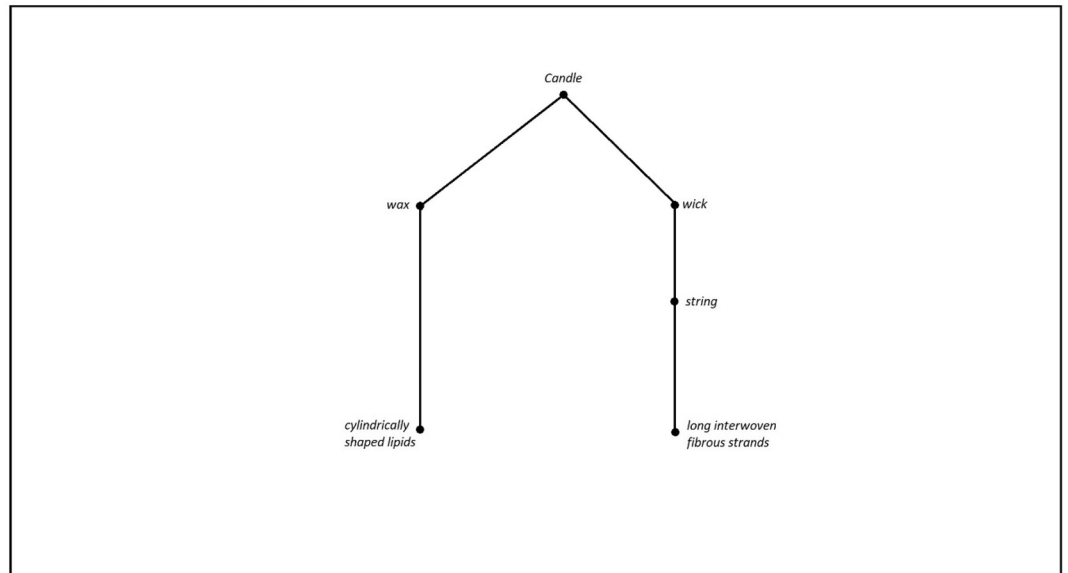 Candle
wax
wick
string
cylindrically
shaped lipids
long interwoven
fibrous strands